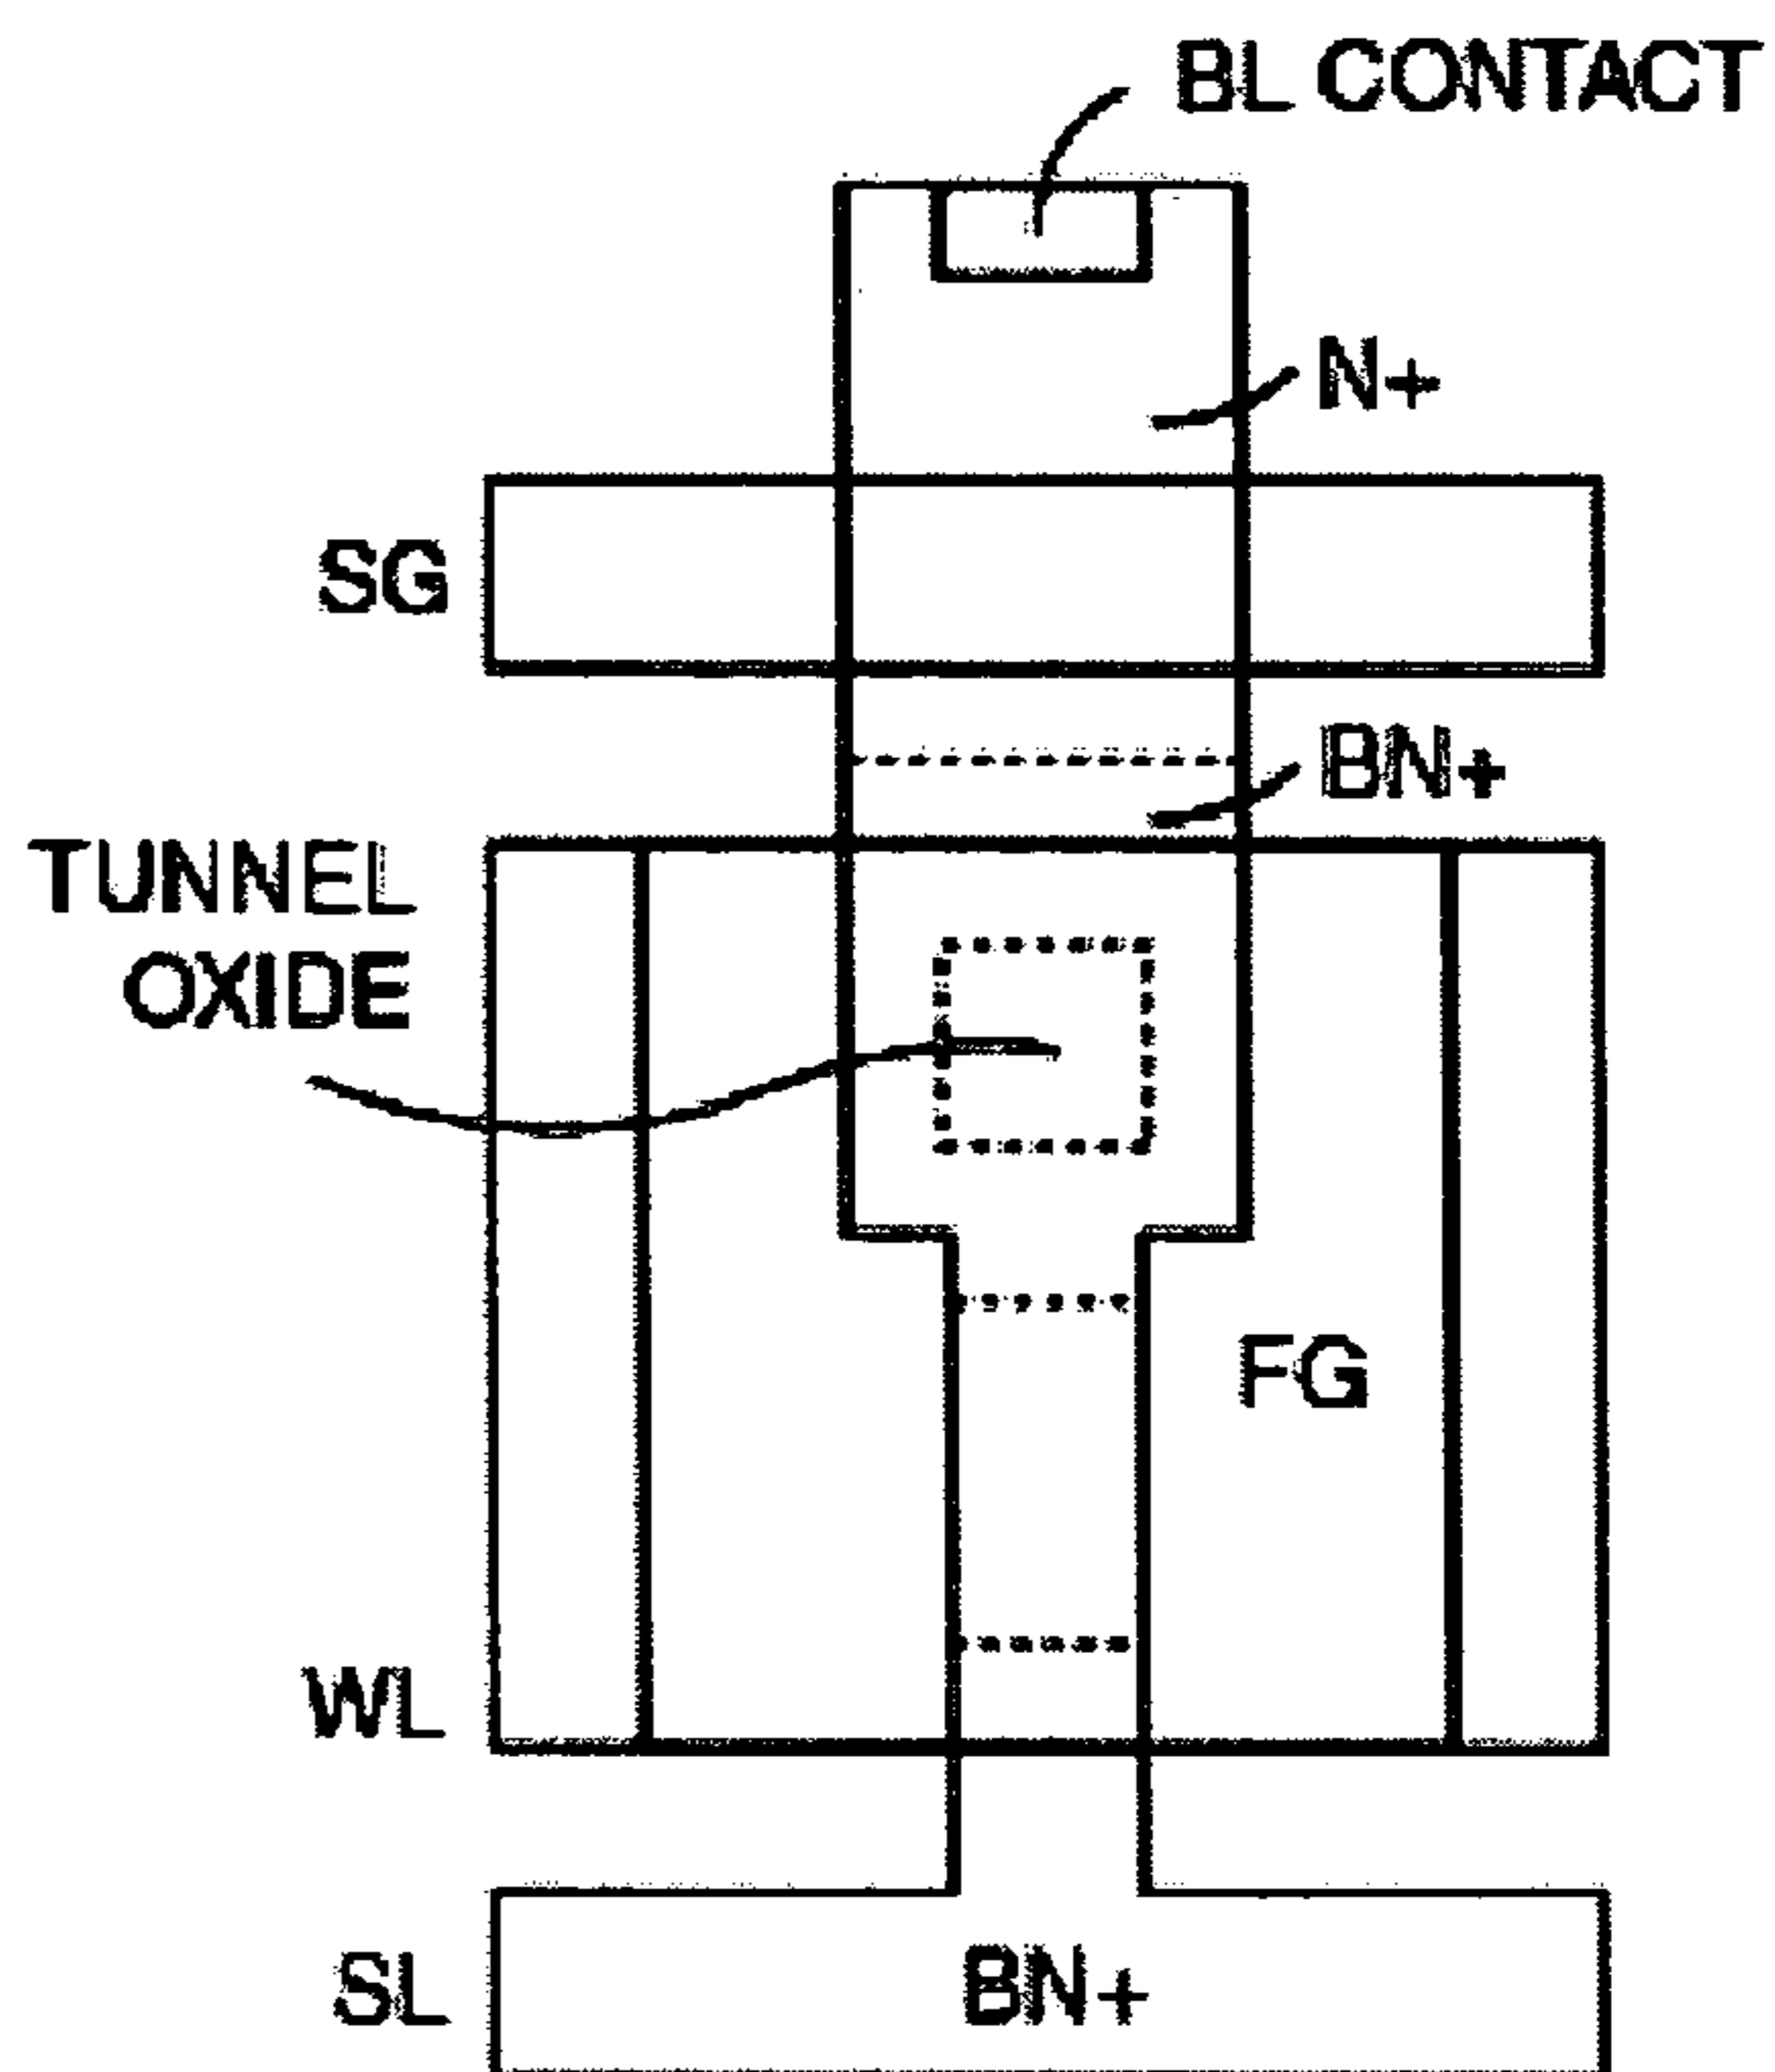 BL CONTACT
N+
SG
BN+
TUNNEL
OXIDE
FG
WL
SL
BN+